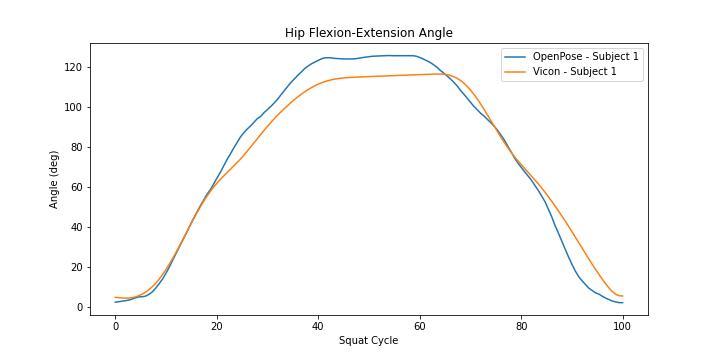 Hip Flexion-Extension Angle
OpenPose - Subject 1
Vicon - Subject 1
Angle (deg)
120
100
80
60
40
20
0
0 20 40 60 80 100
Squat Cycle